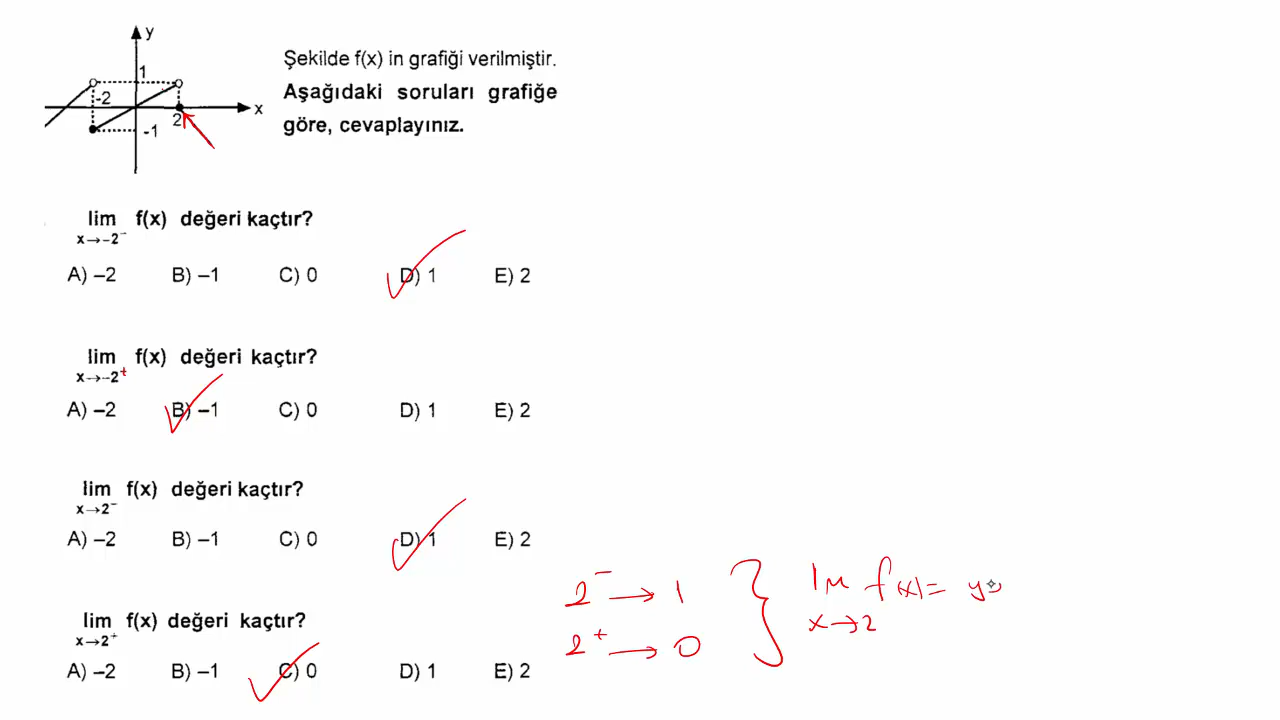 y
1
-2
x
2
-1
Şekilde f(x) in grafiği verilmiştir.
Aşağıdaki soruları grafiğe
göre, cevaplayınız.
lim f(x) değeri kaçtır?
x→-2⁻
A) –2 B) –1 C) 0 D) 1 E) 2
lim f(x) değeri kaçtır?
x→-2⁺
A) –2 B) –1 C) 0 D) 1 E) 2
lim f(x) değeri kaçtır?
x→2⁻
A) –2 B) –1 C) 0 D) 1 E) 2
lim f(x) değeri kaçtır?
x→2⁺
A) –2 B) –1 C) 0 D) 1 E) 2
2⁻ → 1
2⁺ → 0
lim f(x) =
x→2